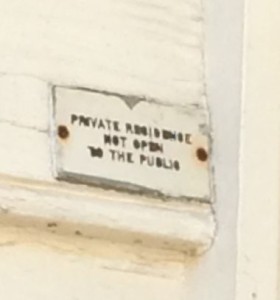 PRIVATE RESIDENCE
NOT OPEN
TO THE PUBLIC